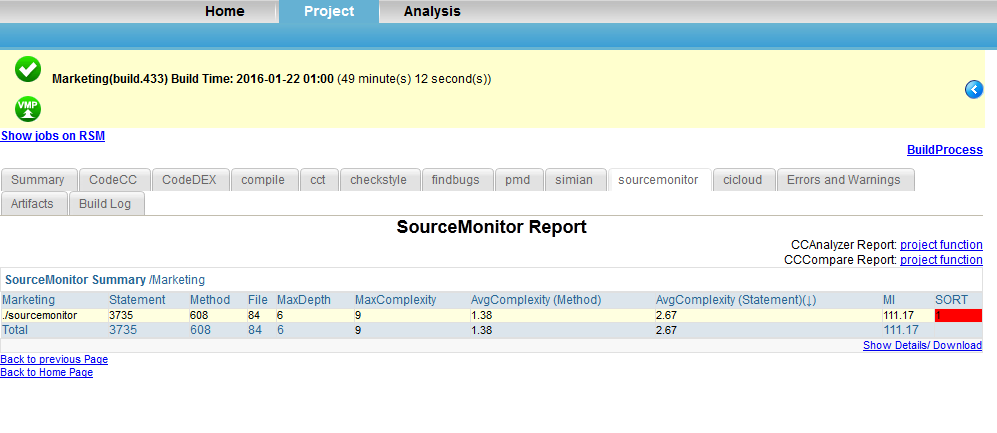 Home Project Analysis
Marketing(build.433) Build Time: 2016-01-22 01:00 (49 minute(s) 12 second(s))
VMP
Show jobs on RSM
BuildProcess
Summary CodeCC CodeDEX compile cct checkstyle findbugs pmd simian sourcemonitor cicloud Errors and Warnings
Artifacts Build Log
SourceMonitor Report
CCAnalyzer Report: project function
CCCompare Report: project function
SourceMonitor Summary /Marketing
Marketing Statement Method File MaxDepth MaxComplexity AvgComplexity (Method) AvgComplexity (Statement)(↓) MI SORT
./sourcemonitor 3735 608 84 6 9 1.38 2.67 111.17 1
Total 3735 608 84 6 9 1.38 2.67 111.17
Show Details/ Download
Back to previous Page
Back to Home Page